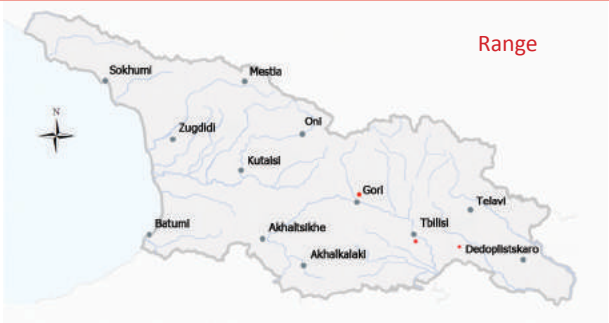 Range
Sokhumi
Mestia
N
Zugdidi
Oni
Kutaisi
Gori
Telavi
Batumi
Akhaltsikhe
Tbilisi
Akhalkalaki
Dedoplistskaro